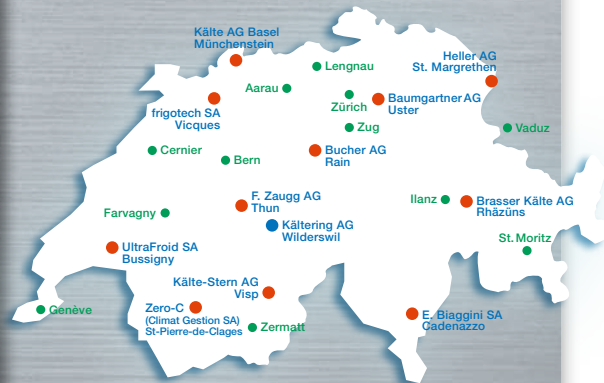 Kälte AG Basel
Münchenstein
Lengnau
Heller AG
St. Margrethen
Aarau
Zürich
Baumgartner AG
Uster
frigotech SA
Vicques
Zug
Vaduz
Cernier
Bern
Bucher AG
Rain
F. Zaugg AG
Thun
Ilanz
Brasser Kälte AG
Rhäzüns
Farvagny
Kältering AG
Wilderswil
St. Moritz
UltraFroid SA
Bussigny
Kälte-Stern AG
Visp
Genève
Zero-C
(Climat Gestion SA)
St-Pierre-de-Clages
Zermatt
E. Biaggini SA
Cadenazzo